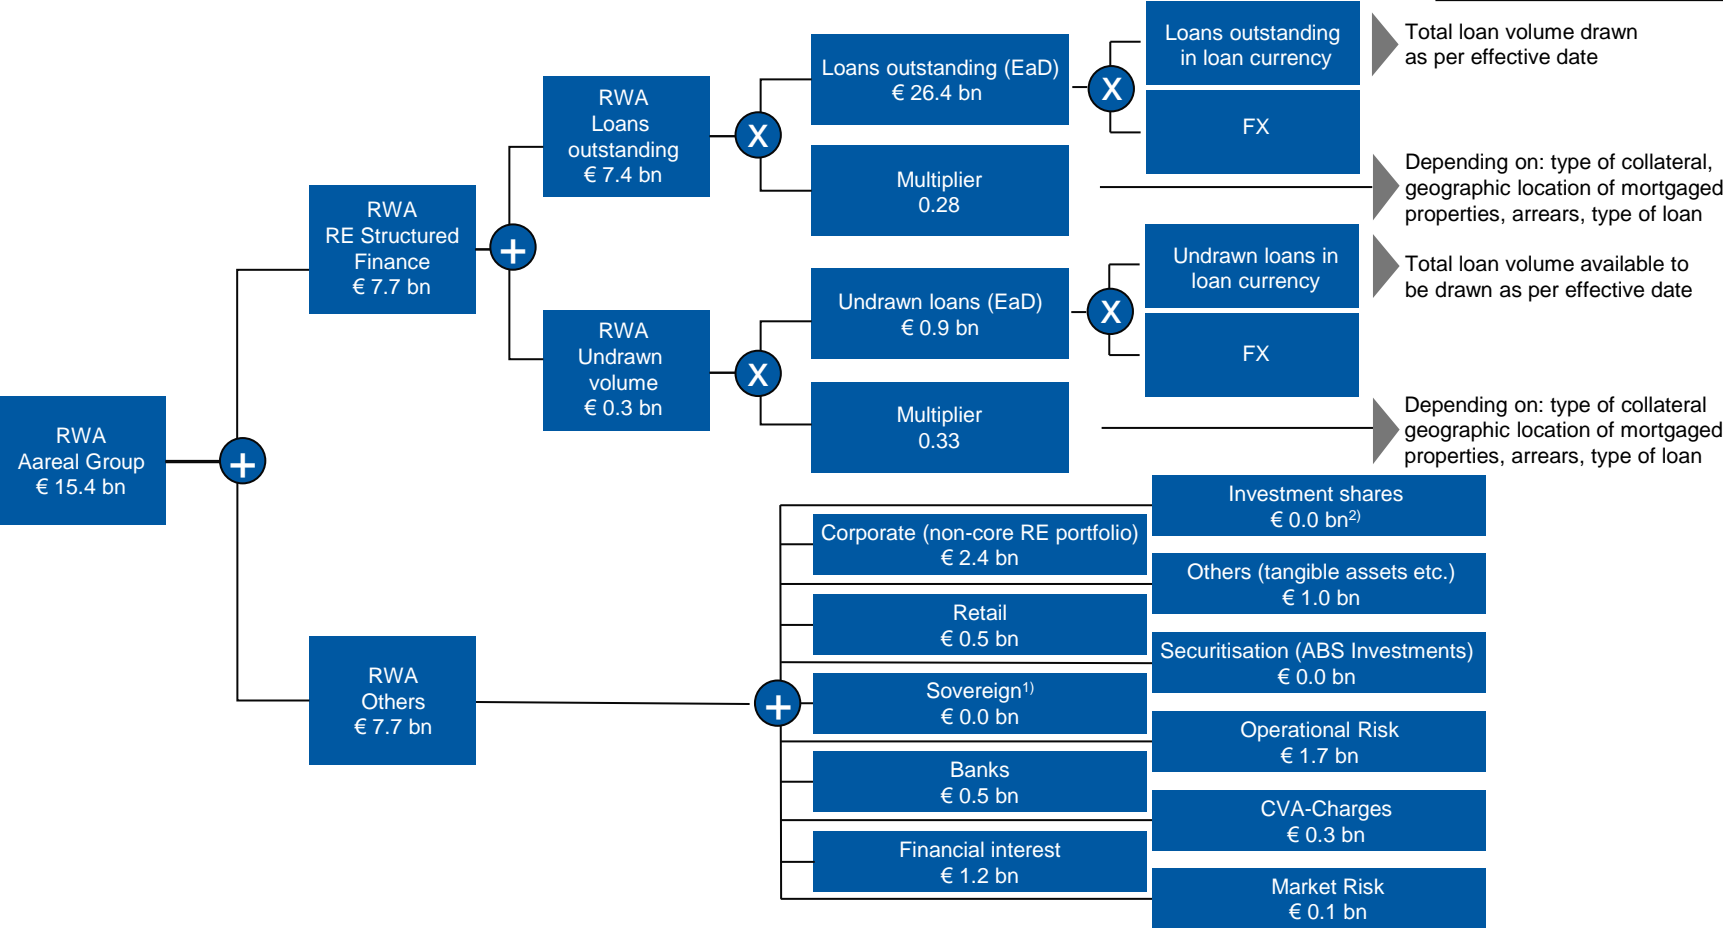 RWA
Aareal Group
€ 15.4 bn
+
RWA
RE Structured
Finance
€ 7.7 bn
+
RWA
Loans
outstanding
€ 7.4 bn
X
Loans outstanding (EaD)
€ 26.4 bn
X
Loans outstanding
in loan currency
Total loan volume drawn
as per effective date
FX
Multiplier
0.28
Depending on: type of collateral,
geographic location of mortgaged
properties, arrears, type of loan
RWA
Undrawn
volume
€ 0.3 bn
X
Undrawn loans (EaD)
€ 0.9 bn
X
Undrawn loans in
loan currency
Total loan volume available to
be drawn as per effective date
FX
Multiplier
0.33
Depending on: type of collateral
geographic location of mortgaged
properties, arrears, type of loan
RWA
Others
€ 7.7 bn
+
Investment shares
€ 0.0 bn2)
Corporate (non-core RE portfolio)
€ 2.4 bn
Others (tangible assets etc.)
€ 1.0 bn
Retail
€ 0.5 bn
Securitisation (ABS Investments)
€ 0.0 bn
Sovereign1)
€ 0.0 bn
Operational Risk
€ 1.7 bn
Banks
€ 0.5 bn
CVA-Charges
€ 0.3 bn
Financial interest
€ 1.2 bn
Market Risk
€ 0.1 bn